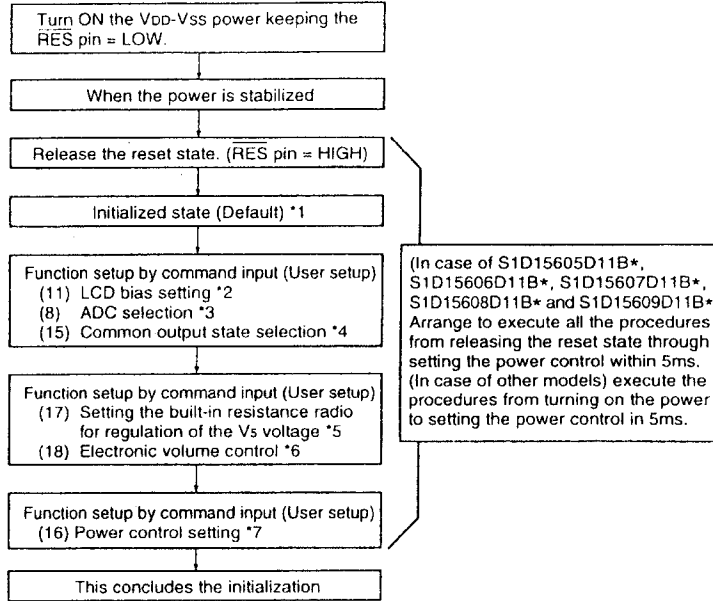 Turn ON the VDD-VSS power keeping the
RES pin = LOW.
When the power is stabilized
Release the reset state. (RES pin = HIGH)
Initialized state (Default) *1
Function setup by command input (User setup)
(11) LCD bias setting *2
(8) ADC selection *3
(15) Common output state selection *4
Function setup by command input (User setup)
(17) Setting the built-in resistance radio
for regulation of the V5 voltage *5
(18) Electronic volume control *6
Function setup by command input (User setup)
(16) Power control setting *7
This concludes the initialization
(In case of S1D15605D11B*,
S1D15606D11B*, S1D15607D11B*,
S1D15608D11B* and S1D15609D11B*
Arrange to execute all the procedures
from releasing the reset state through
setting the power control within 5ms.
(In case of other models) execute the
procedures from turning on the power
to setting the power control in 5ms.